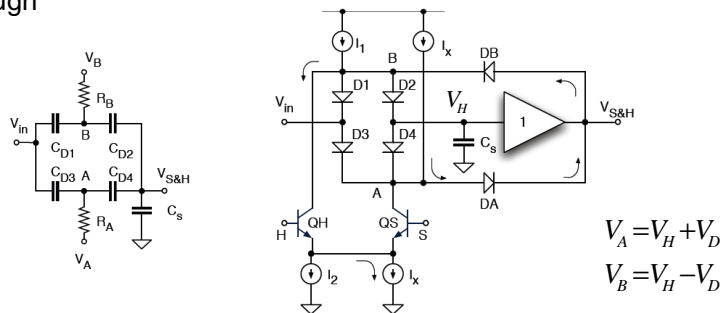 ugh
V_B
R_B
V_in
B
C_D1
C_D2
C_D3
A
C_D4
V_S&H
R_A
C_s
V_A
I_1
I_x
B
DB
D1
D2
V_in
V_H
1
V_S&H
D3
D4
C_s
A
DA
H
QH
QS
S
I_2
I_x
V_A=V_H+V_D
V_B=V_H−V_D